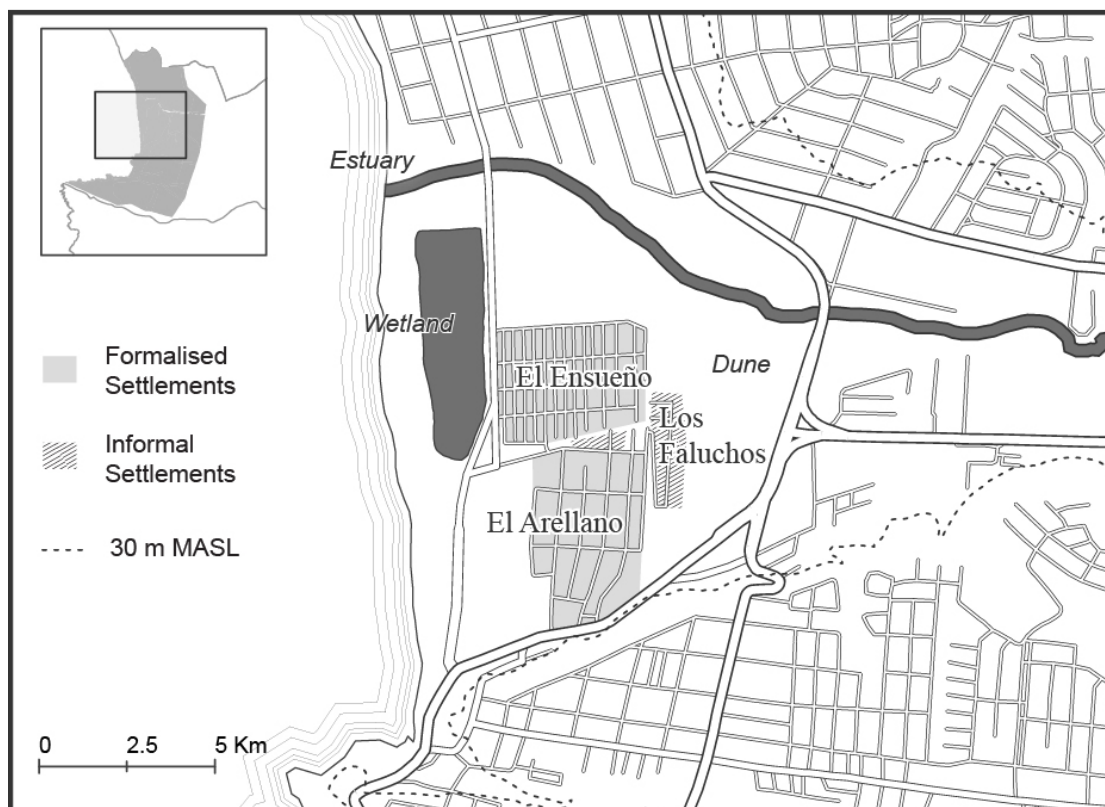 Estuary
Wetland
Dune
El Ensueño
Los
Faluchos
El Arellano
Formalised
Settlements
Informal
Settlements
30 m MASL
0 2.5 5 Km